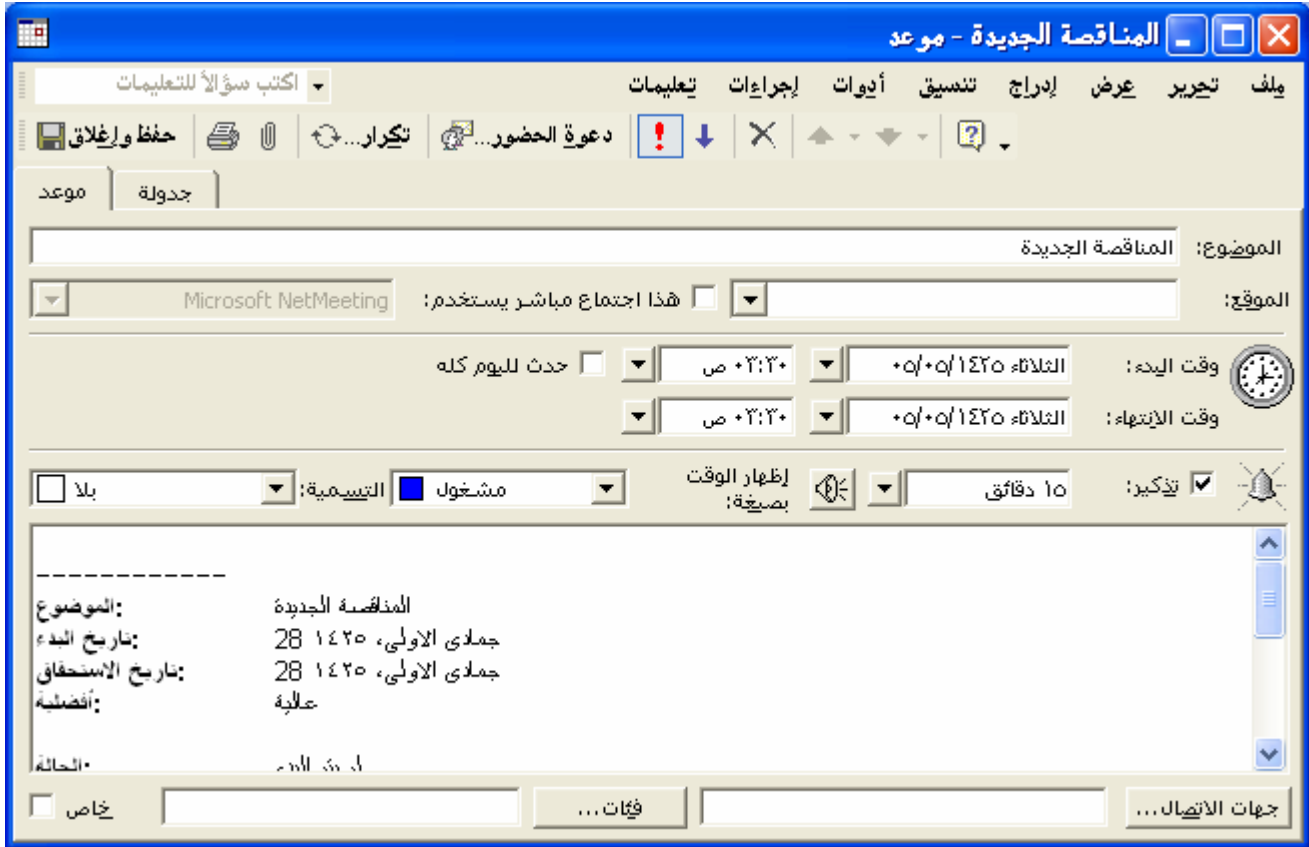 المناقصة الجديدة - موعد
ملف تحرير عرض إدراج تنسيق أدوات إجراءات تعليمات اكتب سؤالاً للتعليمات
دعوة الحضور... تكرار... حفظ وإغلاق
جدولة موعد
الموضوع: المناقصة الجديدة
الموقع: هذا اجتماع مباشر يستخدم: Microsoft NetMeeting
وقت البدء: الثلاثاء ٠٥/٠٥/١٤٢٥ ٠٣:٣٠ ص حدث لليوم كله
وقت الانتهاء: الثلاثاء ٠٥/٠٥/١٤٢٥ ٠٣:٣٠ ص
تذكير: ١٥ دقائق إظهار الوقت بصيغة: مشغول التسمية: بلا
------------
الموضوع: المناقصة الجديدة
تاريخ البدء: 28 جمادى الاولى، ١٤٢٥
تاريخ الاستحقاق: 28 جمادى الاولى، ١٤٢٥
أفضلية: عالية
الحالة: لم يتم البدء
جهات الاتصال... فئات... خاص